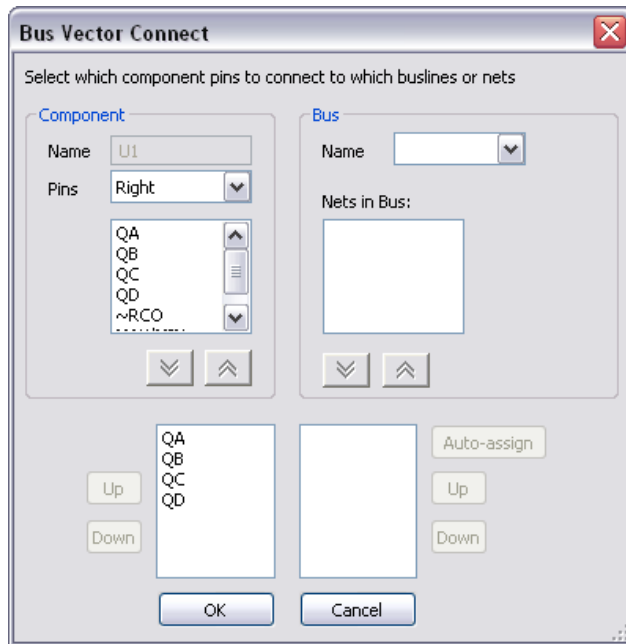 Bus Vector Connect
Select which component pins to connect to which buslines or nets
Component
Name U1
Pins Right
QA
QB
QC
QD
~RCO
Bus
Name
Nets in Bus:
QA
QB
QC
QD
Up
Down
Auto-assign
Up
Down
OK
Cancel